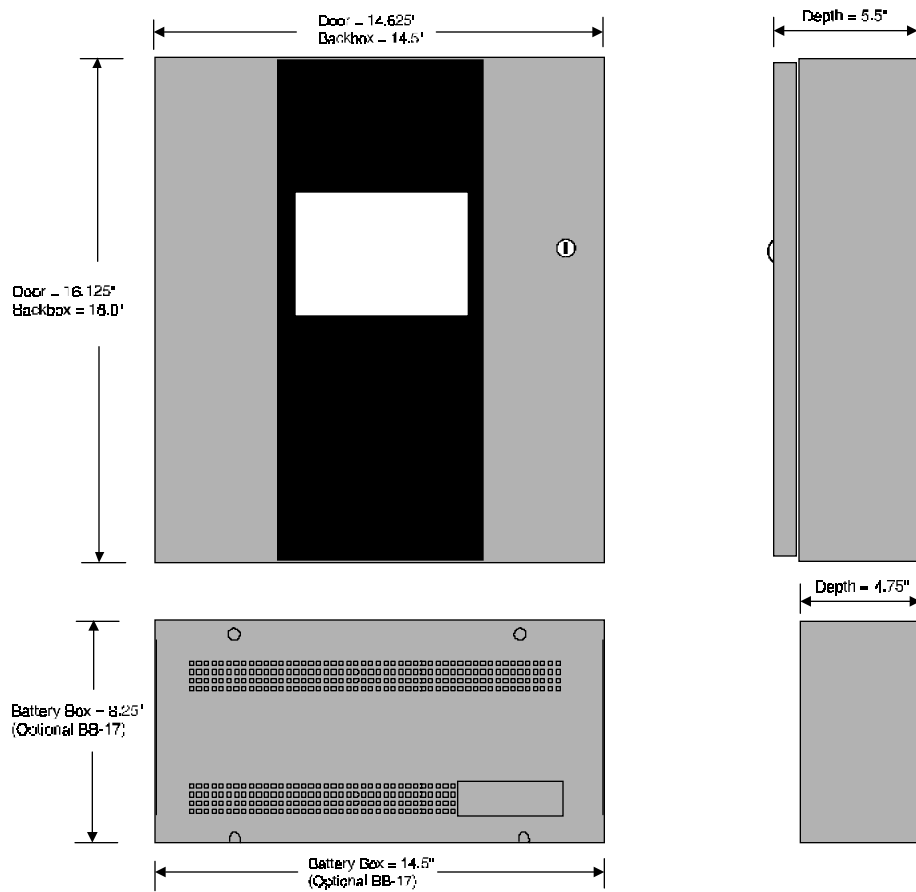 Door = 14.625"
Backbox = 14.5"
Depth = 5.5"
Door = 16.125"
Backbox = 16.0"
Depth = 4.75"
Battery Box = 8.25"
(Optional BB-17)
Battery Box = 14.5"
(Optional BB-17)